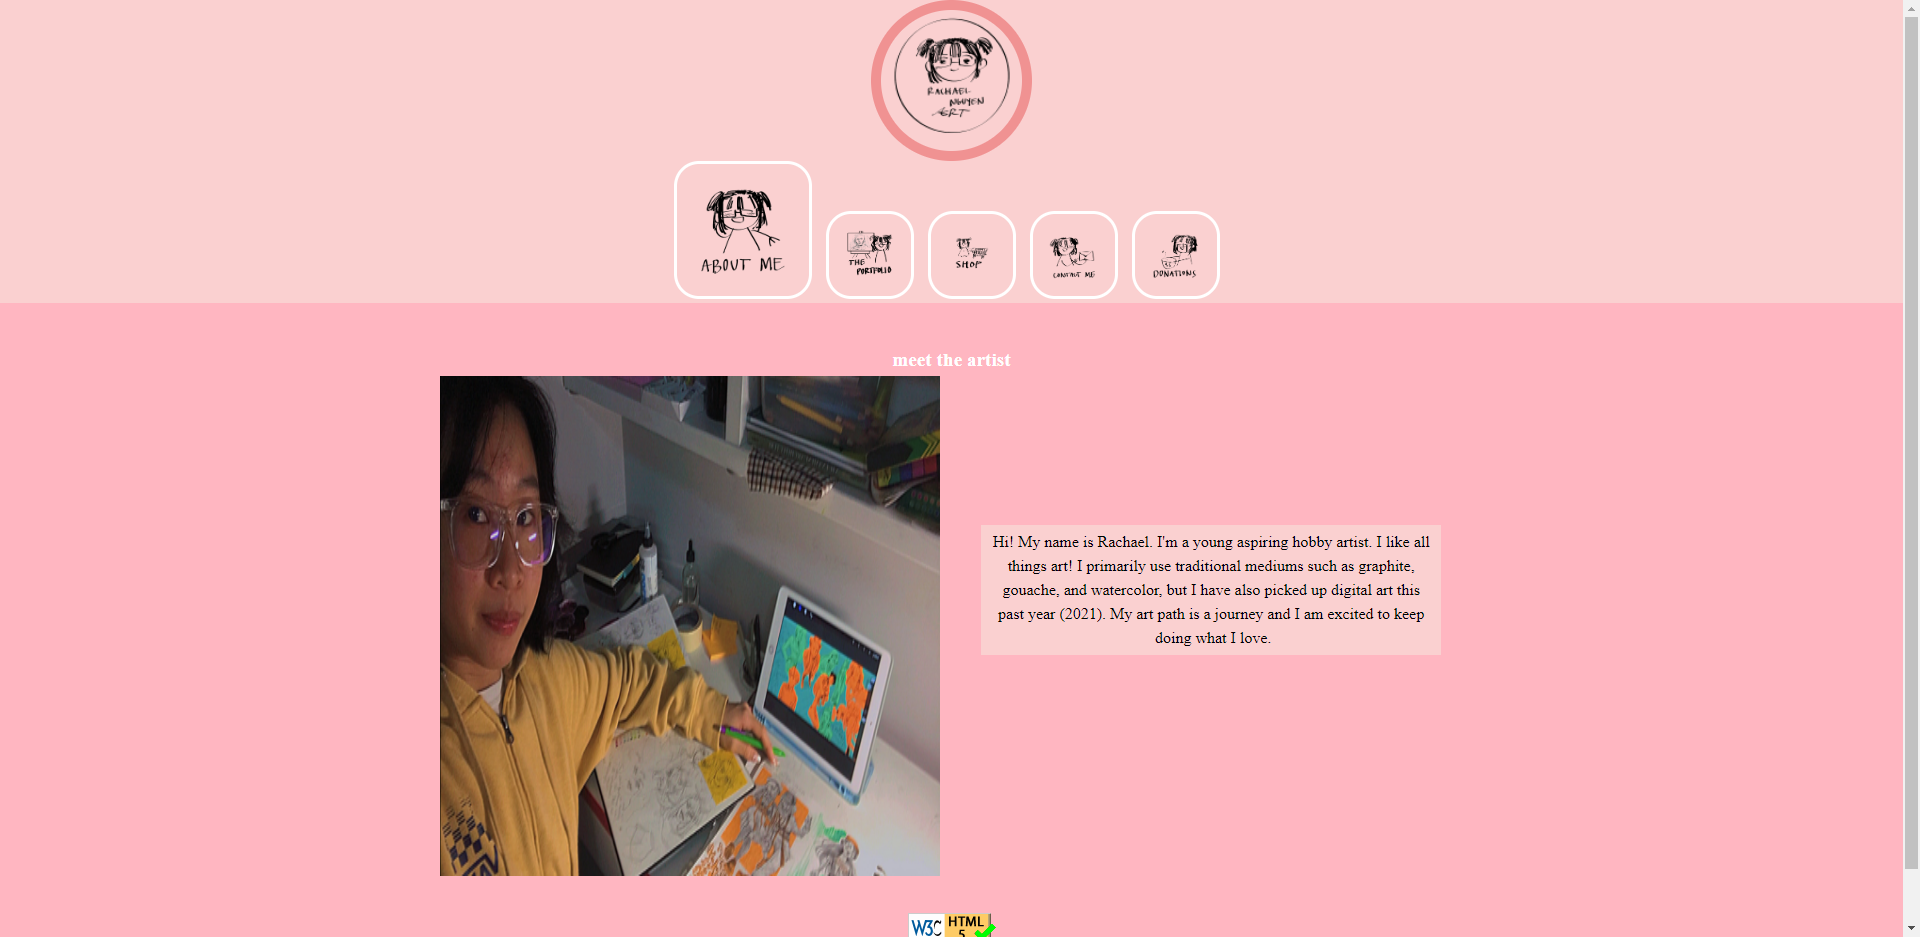 RACHAEL
NGUYEN
ART
ABOUT ME
THE
PORTFOLIO
SHOP
CONTACT ME
DONATIONS
meet the artist
Hi! My name is Rachael. I'm a young aspiring hobby artist. I like all
things art! I primarily use traditional mediums such as graphite,
gouache, and watercolor, but I have also picked up digital art this
past year (2021). My art path is a journey and I am excited to keep
doing what I love.
W3C HTML
5